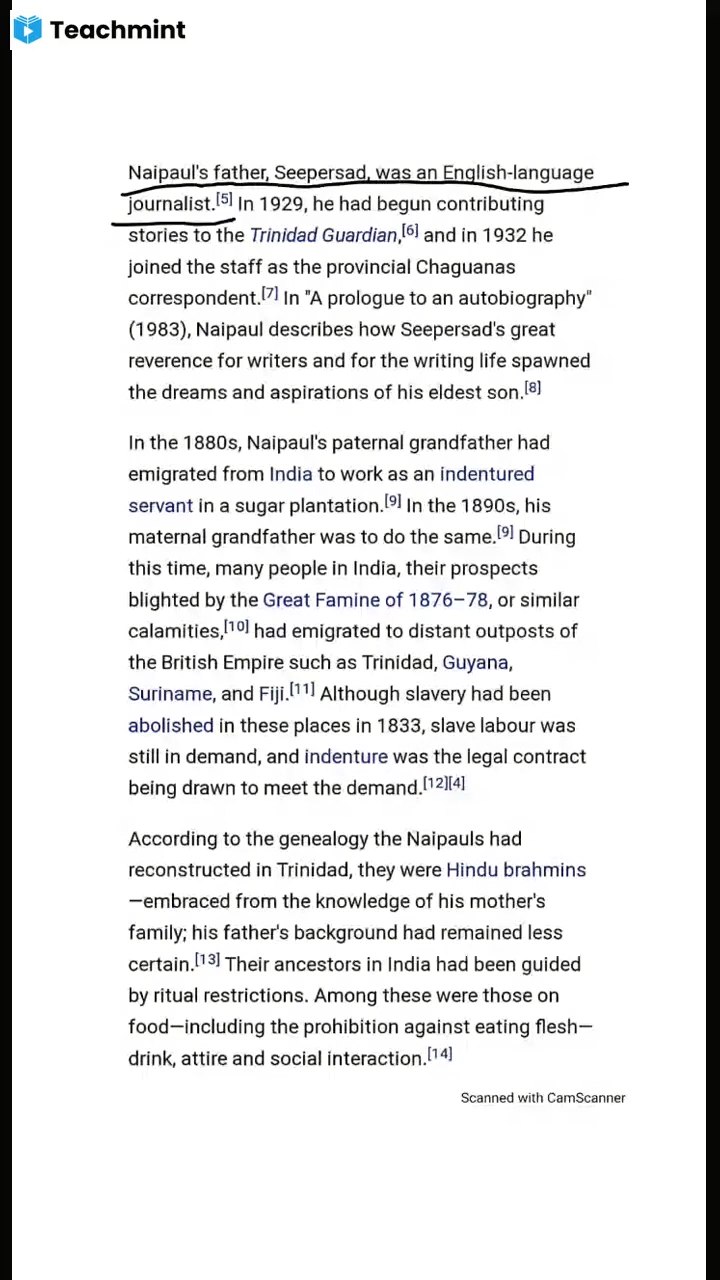 Teachmint
Naipaul's father, Seepersad, was an English-language
journalist.[5] In 1929, he had begun contributing
stories to the Trinidad Guardian,[6] and in 1932 he
joined the staff as the provincial Chaguanas
correspondent.[7] In "A prologue to an autobiography"
(1983), Naipaul describes how Seepersad's great
reverence for writers and for the writing life spawned
the dreams and aspirations of his eldest son.[8]
In the 1880s, Naipaul's paternal grandfather had
emigrated from India to work as an indentured
servant in a sugar plantation.[9] In the 1890s, his
maternal grandfather was to do the same.[9] During
this time, many people in India, their prospects
blighted by the Great Famine of 1876–78, or similar
calamities,[10] had emigrated to distant outposts of
the British Empire such as Trinidad, Guyana,
Suriname, and Fiji.[11] Although slavery had been
abolished in these places in 1833, slave labour was
still in demand, and indenture was the legal contract
being drawn to meet the demand.[12][4]
According to the genealogy the Naipauls had
reconstructed in Trinidad, they were Hindu brahmins
—embraced from the knowledge of his mother's
family; his father's background had remained less
certain.[13] Their ancestors in India had been guided
by ritual restrictions. Among these were those on
food—including the prohibition against eating flesh—
drink, attire and social interaction.[14]
Scanned with CamScanner